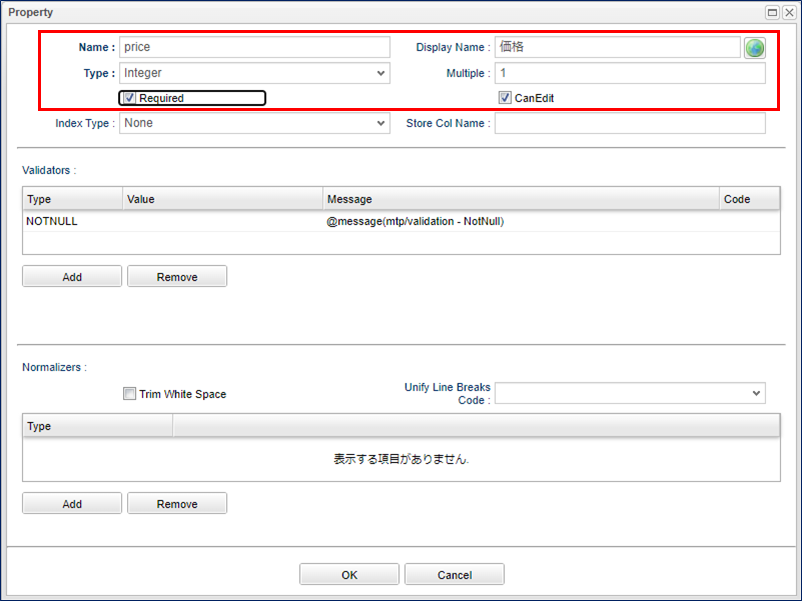 Property
Name : price Display Name : 価格
Type : Integer Multiple : 1
Required CanEdit
Index Type : None Store Col Name :
Validators :
Type Value Message Code
NOTNULL @message(mtp/validation - NotNull)
Add Remove
Normalizers :
Trim White Space Unify Line Breaks
Code :
Type
表示する項目がありません.
Add Remove
OK Cancel